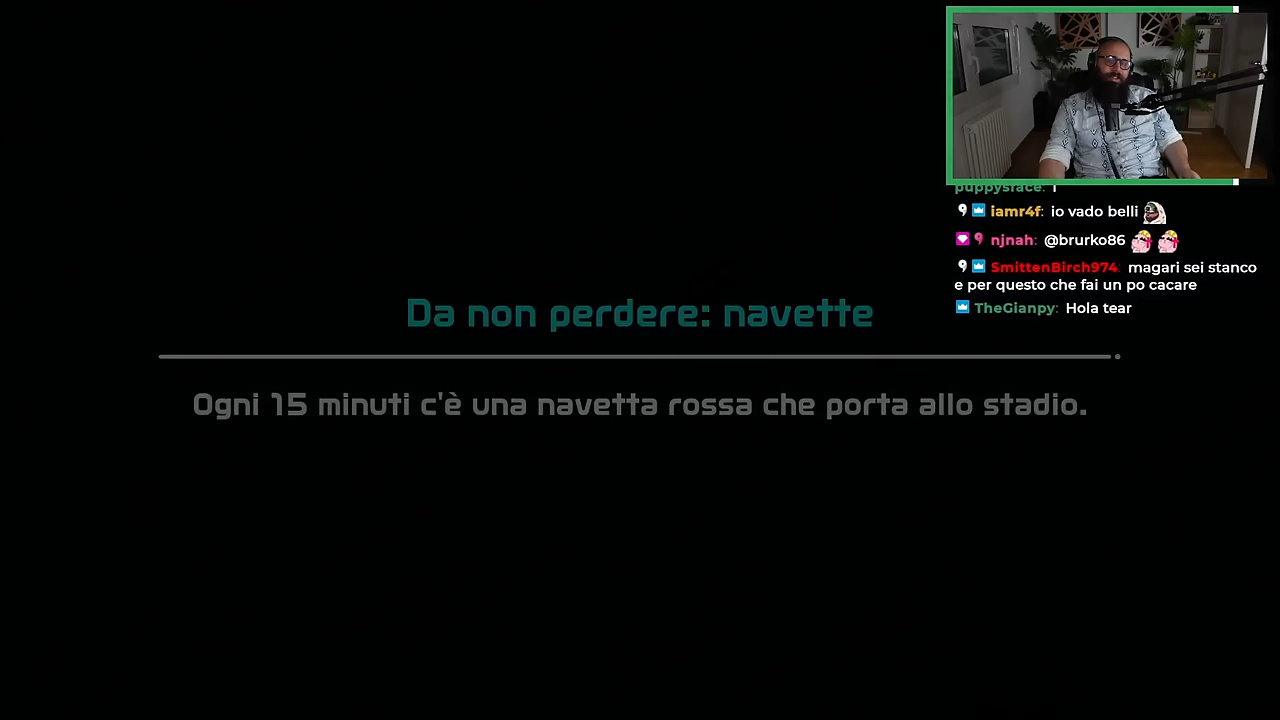 puppysface:
iamr4f: io vado belli
njnah: @brurko86
SmittenBirch974: magari sei stanco
e per questo che fai un po cacare
TheGianpy: Hola tear
Da non perdere: navette
Ogni 15 minuti c'è una navetta rossa che porta allo stadio.